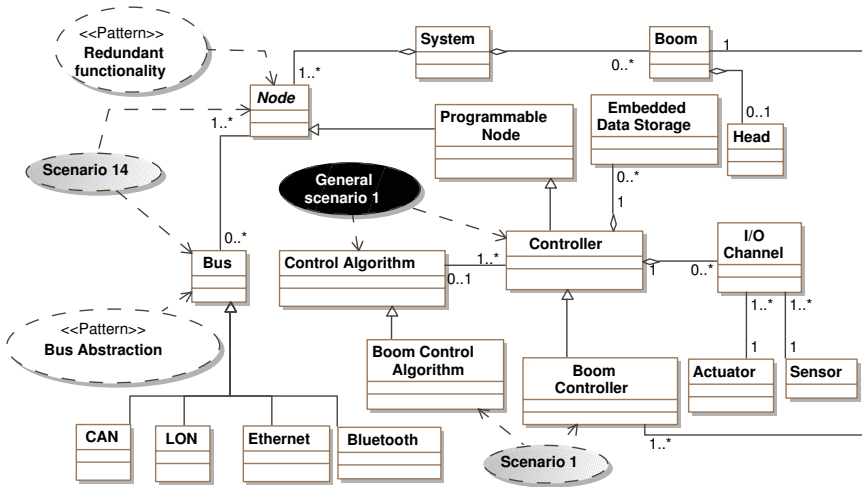 <<Pattern>>
Redundant
functionality
System
Boom
1
1..*
0..*
Node
Programmable
Node
Embedded
Data Storage
0..1
Head
1..*
Scenario 14
General
scenario 1
0..*
1
0..*
Bus
Control Algorithm
1..*
0..1
Controller
1
0..*
I/O
Channel
<<Pattern>>
Bus Abstraction
1..*
1..*
Boom Control
Algorithm
Boom
Controller
1
1
Actuator
Sensor
CAN
LON
Ethernet
Bluetooth
1..*
Scenario 1